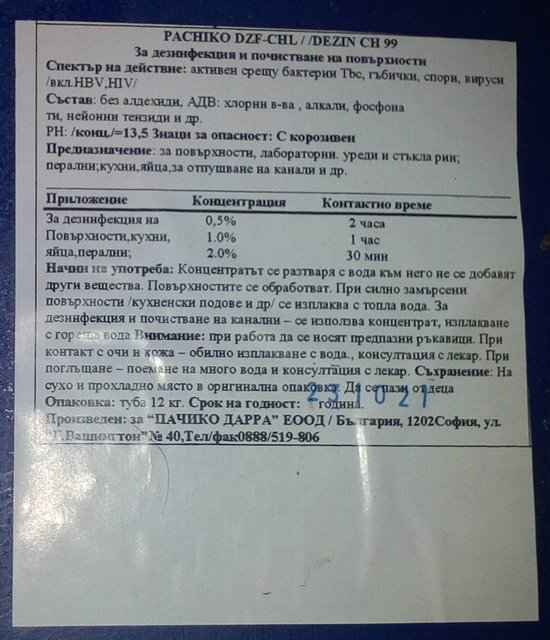 PACHIKO DZF-CHL / /DEZIN CH 99
За дезинфекция и почистване на повърхности
Спектър на действие: активен срещу бактерии Tbc, гъбички, спори, вируси
/вкл.HBV,HIV/
Състав: без алдехиди, АДВ: хлорни в-ва , алкали, фосфона
ти, нейонни тензиди и др.
PH: /конц./=13,5 Знаци за опасност: С корозивен
Предназначение: за повърхности, лабораторни. уреди и стъкла рии;
перални;кухни,яйца,за отпушване на канали и др.
Приложение Концентрация Контактно време
За дезинфекция на 0,5% 2 часа
Повърхности,кухни, 1.0% 1 час
яйца,перални; 2.0% 30 мин
Начин на употреба: Концентратът се разтваря с вода към него не се добавят
други вещества. Повърхностите се обработват. При силно замърсени
повърхности /кухненски подове и др/ се изплаква с топла вода. За
дезинфекция и почистване на канални – се използва концентрат, изплакване
с гореща вода Внимание: при работа да се носят предпазни ръкавици. При
контакт с очи и кожа – обилно изплакване с вода., консултация с лекар. При
поглъщане – поемане на много вода и консултация с лекар. Съхранение: На
сухо и прохладно място в оригинална опаковка. Да се пази от деца
Опаковка: туба 12 кг. Срок на годност: 231021 година.
Произведен: за “ПАЧИКО ДАРРА” ЕООД / България, 1202София, ул.
“Г.Вашингтон”№ 40,Тел/фак0888/519-806